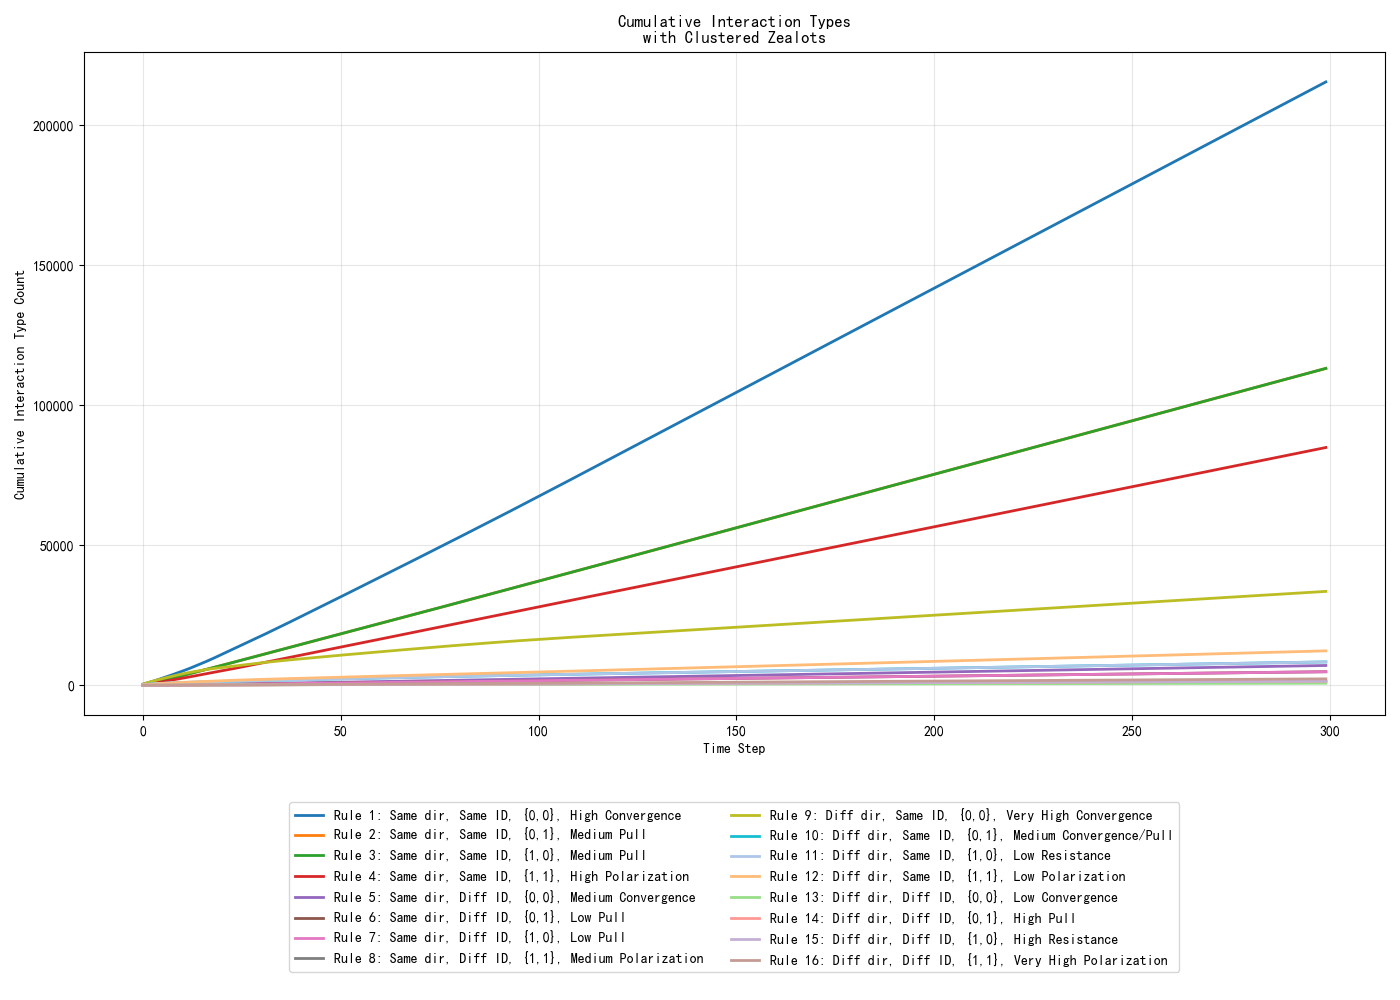 Cumulative Interaction Types
with Clustered Zealots
Cumulative Interaction Type Count
200000
150000
100000
50000
0
0 50 100 150 200 250 300
Time Step
Rule 1: Same dir, Same ID, {0,0}, High Convergence
Rule 2: Same dir, Same ID, {0,1}, Medium Pull
Rule 3: Same dir, Same ID, {1,0}, Medium Pull
Rule 4: Same dir, Same ID, {1,1}, High Polarization
Rule 5: Same dir, Diff ID, {0,0}, Medium Convergence
Rule 6: Same dir, Diff ID, {0,1}, Low Pull
Rule 7: Same dir, Diff ID, {1,0}, Low Pull
Rule 8: Same dir, Diff ID, {1,1}, Medium Polarization
Rule 9: Diff dir, Same ID, {0,0}, Very High Convergence
Rule 10: Diff dir, Same ID, {0,1}, Medium Convergence/Pull
Rule 11: Diff dir, Same ID, {1,0}, Low Resistance
Rule 12: Diff dir, Same ID, {1,1}, Low Polarization
Rule 13: Diff dir, Diff ID, {0,0}, Low Convergence
Rule 14: Diff dir, Diff ID, {0,1}, High Pull
Rule 15: Diff dir, Diff ID, {1,0}, High Resistance
Rule 16: Diff dir, Diff ID, {1,1}, Very High Polarization